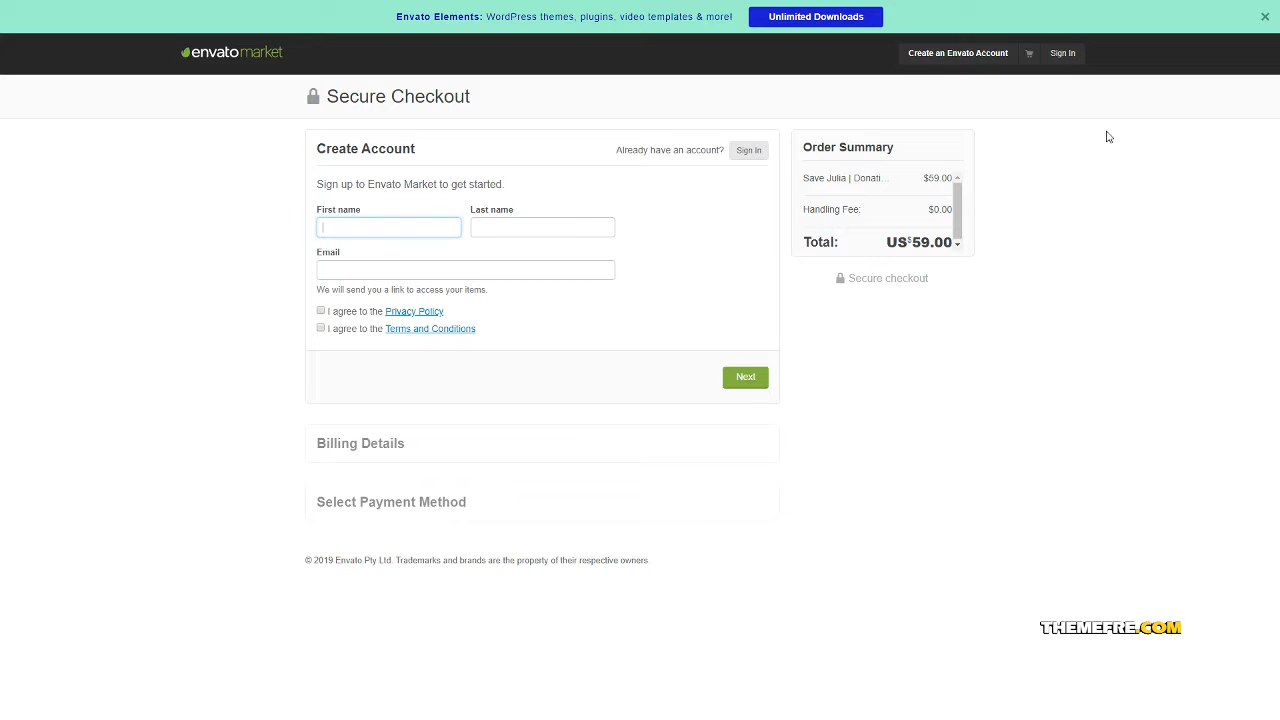 Envato Elements: WordPress themes, plugins, video templates & more! Unlimited Downloads
envatomarket
Create an Envato Account Sign In
Secure Checkout
Create Account
Already have an account? Sign In
Sign up to Envato Market to get started.
First name Last name
Email
We will send you a link to access your items.
I agree to the Privacy Policy
I agree to the Terms and Conditions
Next
Order Summary
Save Julia | Donati... $59.00
Handling Fee: $0.00
Total: US$59.00
Secure checkout
Billing Details
Select Payment Method
© 2019 Envato Pty Ltd. Trademarks and brands are the property of their respective owners.
THEMEFRE.COM